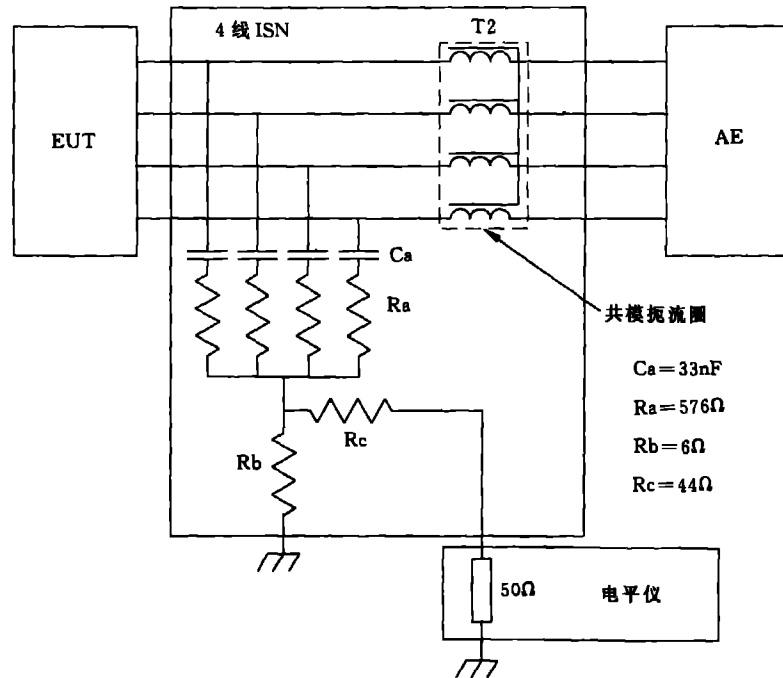 4 线 ISN
T2
EUT
AE
Ca
Ra
共模扼流圈
Ca=33nF
Ra=576Ω
Rb=6Ω
Rc=44Ω
Rc
Rb
50Ω
电平仪